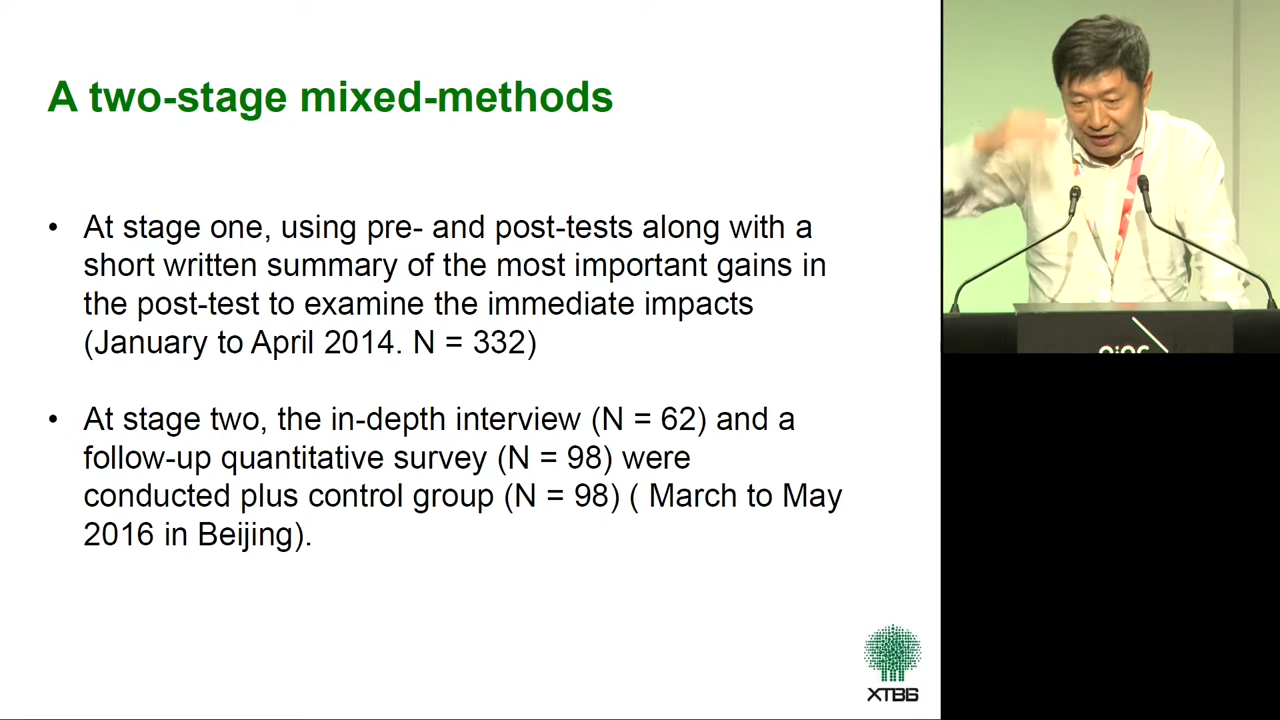 A two-stage mixed-methods
• At stage one, using pre- and post-tests along with a
short written summary of the most important gains in
the post-test to examine the immediate impacts
(January to April 2014. N = 332)
• At stage two, the in-depth interview (N = 62) and a
follow-up quantitative survey (N = 98) were
conducted plus control group (N = 98) ( March to May
2016 in Beijing).
XTBG